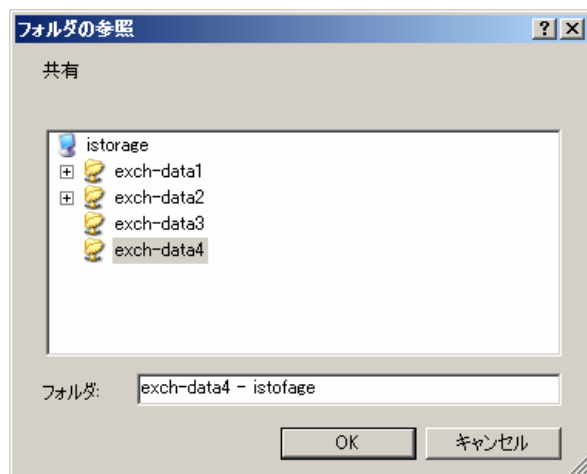 フォルダの参照
共有
istorage
exch-data1
exch-data2
exch-data3
exch-data4
フォルダ: exch-data4 - istofage
OK キャンセル